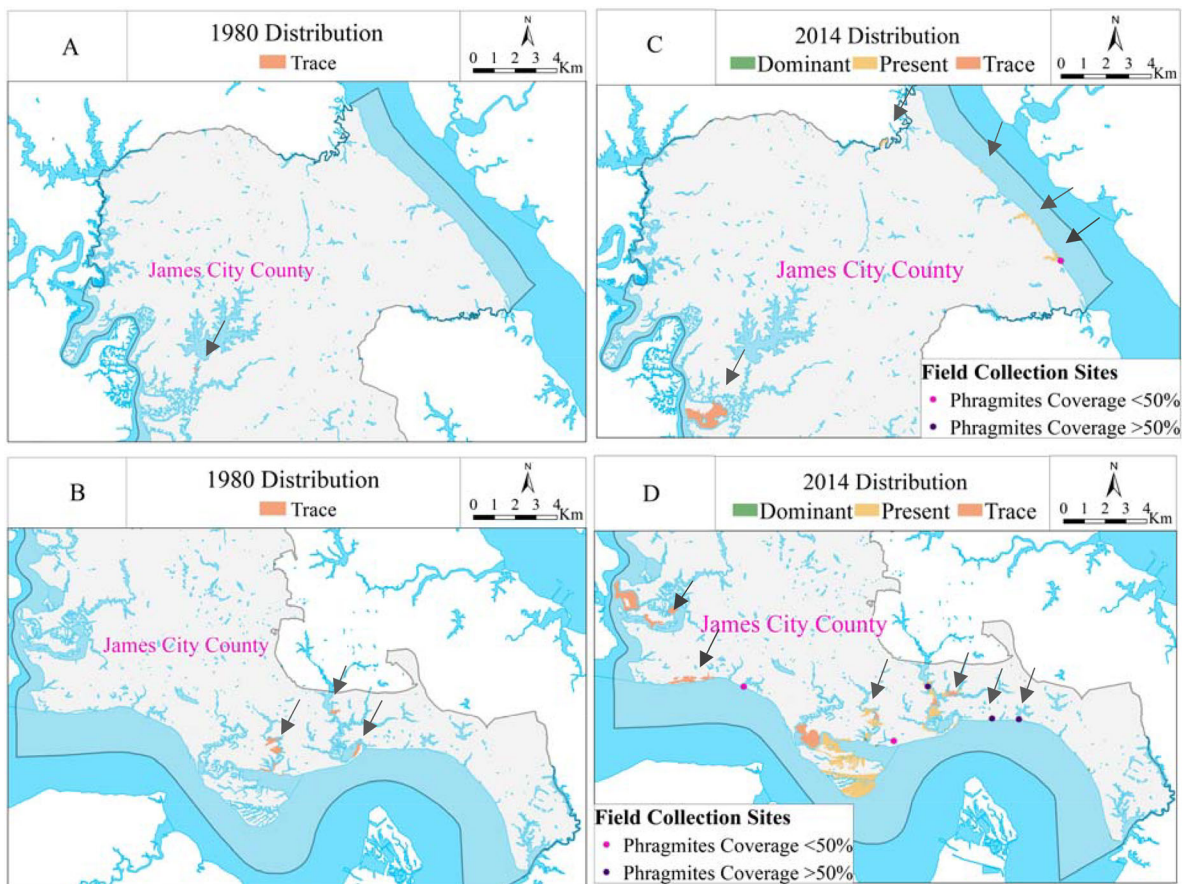 A
1980 Distribution
Trace
N
0 1 2 3 4 Km
James City County
C
2014 Distribution
Dominant Present Trace
N
0 1 2 3 4 Km
James City County
Field Collection Sites
Phragmites Coverage <50%
Phragmites Coverage >50%
B
1980 Distribution
Trace
N
0 1 2 3 4 Km
James City County
D
2014 Distribution
Dominant Present Trace
N
0 1 2 3 4 Km
James City County
Field Collection Sites
Phragmites Coverage <50%
Phragmites Coverage >50%